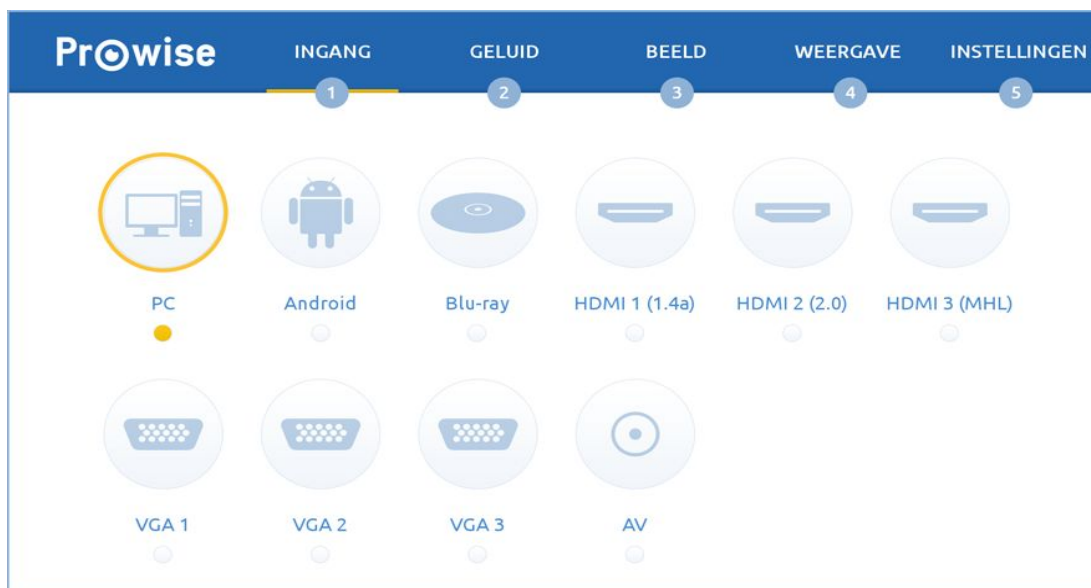 Prowise INGANG GELUID BEELD WEERGAVE INSTELLINGEN
1 2 3 4 5
PC Android Blu-ray HDMI 1 (1.4a) HDMI 2 (2.0) HDMI 3 (MHL)
VGA 1 VGA 2 VGA 3 AV